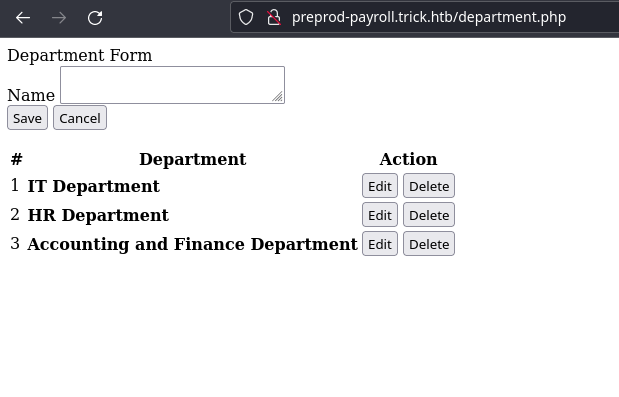 preprod-payroll.trick.htb/department.php
Department Form
Name
Save Cancel
# Department Action
1 IT Department Edit Delete
2 HR Department Edit Delete
3 Accounting and Finance Department Edit Delete